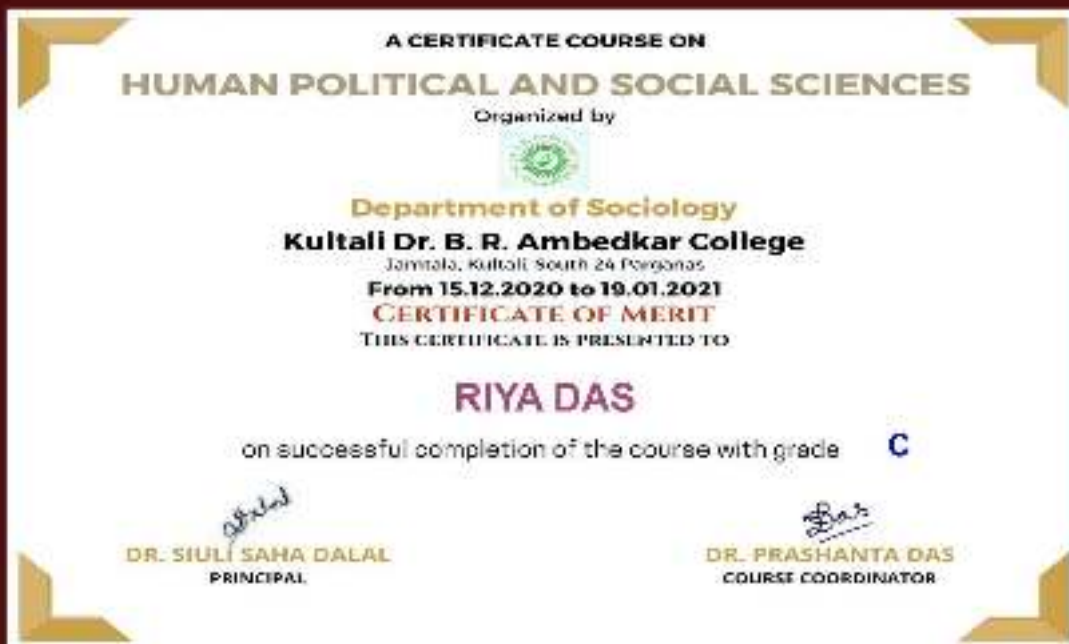 A CERTIFICATE COURSE ON
HUMAN POLITICAL AND SOCIAL SCIENCES
Organized by
Department of Sociology
Kultali Dr. B. R. Ambedkar College
Jamtala, Kultali, South 24 Parganas
From 15.12.2020 to 19.01.2021
CERTIFICATE OF MERIT
THIS CERTIFICATE IS PRESENTED TO
RIYA DAS
on successful completion of the course with grade C
Das
DR. SIULI SAHA DALAL
DR. PRASHANTA DAS
PRINCIPAL
COURSE COORDINATOR